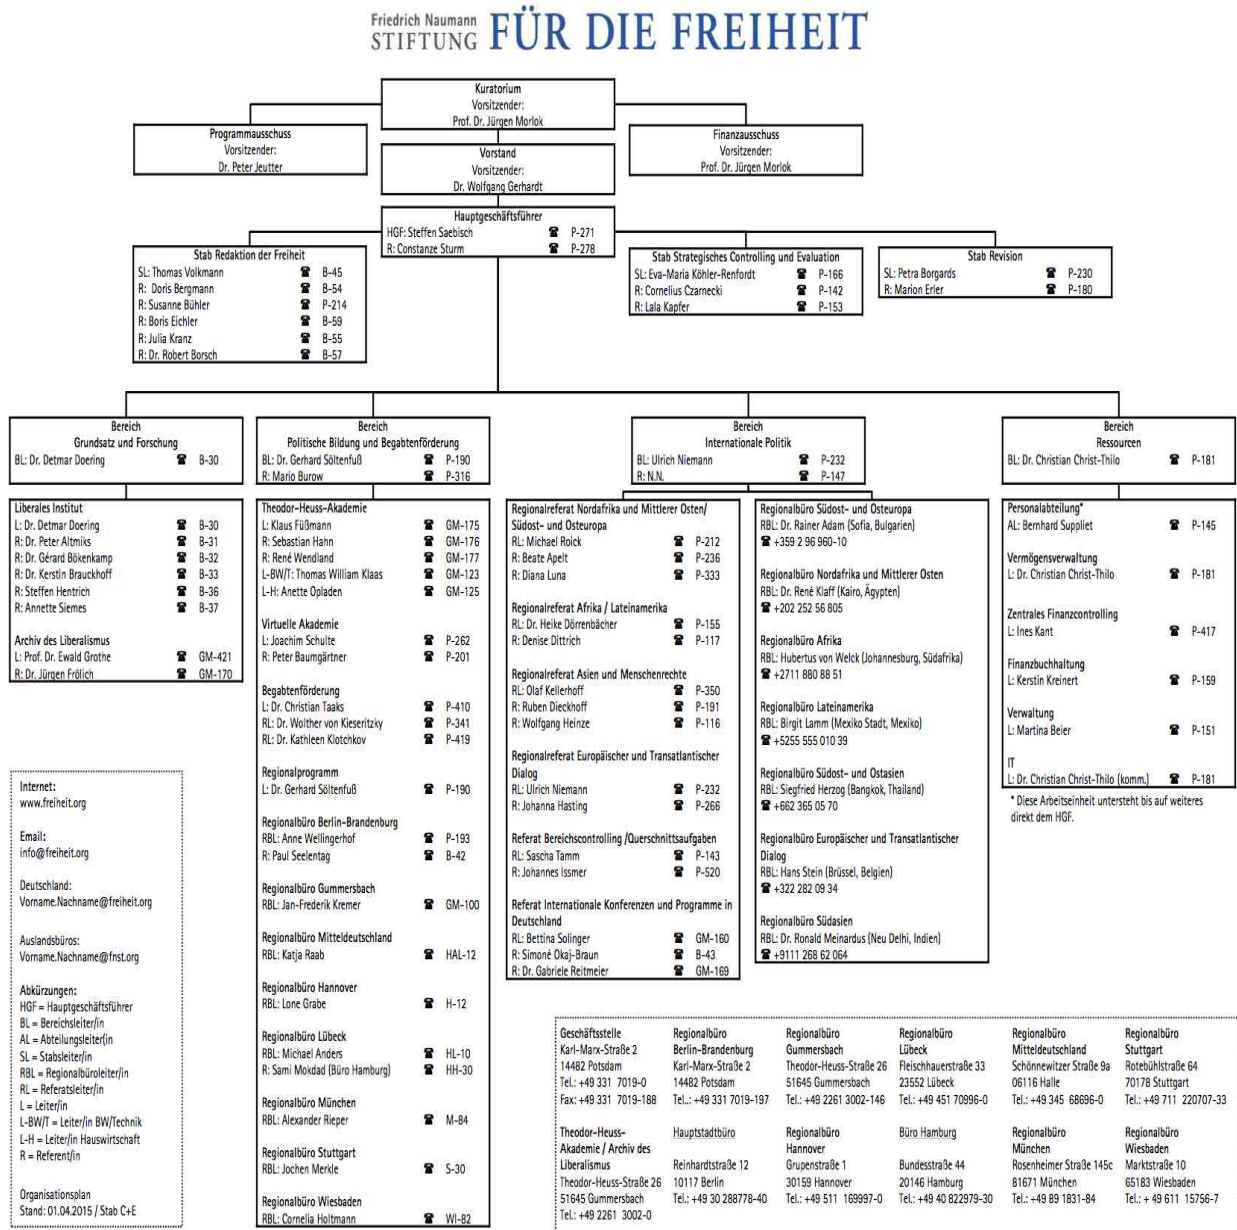 Friedrich Naumann
STIFTUNG FÜR DIE FREIHEIT
Kuratorium
Vorsitzender:
Prof. Dr. Jürgen Morlok
Programmausschuss
Vorsitzender:
Dr. Peter Jeutter
Finanzausschuss
Vorsitzender:
Prof. Dr. Jürgen Morlok
Vorstand
Vorsitzender:
Dr. Wolfgang Gerhardt
Hauptgeschäftsführer
HGF: Steffen Saebisch ☎ P-271
R: Constanze Sturm ☎ P-278
Stab Redaktion der Freiheit
SL: Thomas Volkmann ☎ B-45
R: Doris Bergmann ☎ B-54
R: Susanne Bühler ☎ P-214
R: Boris Eichler ☎ B-59
R: Julia Kranz ☎ B-55
R: Dr. Robert Borsch ☎ B-57
Stab Strategisches Controlling und Evaluation
SL: Eva-Maria Köhler-Renfordt ☎ P-166
R: Cornelius Czarnecki ☎ P-142
R: Lala Kapfer ☎ P-153
Stab Revision
SL: Petra Borgards ☎ P-230
R: Marion Erler ☎ P-180
Bereich
Grundsatz und Forschung
BL: Dr. Detmar Doering ☎ B-30
Liberales Institut
L: Dr. Detmar Doering ☎ B-30
R: Dr. Peter Altmiks ☎ B-31
R: Dr. Gérard Bökenkamp ☎ B-32
R: Dr. Kerstin Brauckhoff ☎ B-33
R: Steffen Hentrich ☎ B-36
R: Annette Siemes ☎ B-37
Archiv des Liberalismus
L: Prof. Dr. Ewald Grothe ☎ GM-421
R: Dr. Jürgen Frölich ☎ GM-170
Bereich
Politische Bildung und Begabtenförderung
BL: Dr. Gerhard Söltenfuß ☎ P-190
R: Mario Burow ☎ P-316
Theodor-Heuss-Akademie
L: Klaus Füßmann ☎ GM-175
R: Sebastian Hahn ☎ GM-176
R: René Wendland ☎ GM-177
L-BW/T: Thomas William Klaas ☎ GM-123
L-H: Anette Opladen ☎ GM-125
Virtuelle Akademie
L: Joachim Schulte ☎ P-262
R: Peter Baumgärtner ☎ P-201
Begabtenförderung
L: Dr. Christian Taaks ☎ P-410
RL: Dr. Wolther von Kieseritzky ☎ P-341
RL: Dr. Kathleen Klotchkov ☎ P-419
Regionalprogramm
L: Dr. Gerhard Söltenfuß ☎ P-190
Regionalbüro Berlin-Brandenburg
RBL: Anne Wellingerhof ☎ P-193
R: Paul Seelentag ☎ B-42
Regionalbüro Gummersbach
RBL: Jan-Frederik Kremer ☎ GM-100
Regionalbüro Mitteldeutschland
RBL: Katja Raab ☎ HAL-12
Regionalbüro Hannover
RBL: Lone Grabe ☎ H-12
Regionalbüro Lübeck
RBL: Michael Anders ☎ HL-10
R: Sami Mokdad (Büro Hamburg) ☎ HH-30
Regionalbüro München
RBL: Alexander Rieper ☎ M-84
Regionalbüro Stuttgart
RBL: Jochen Merkle ☎ S-30
Regionalbüro Wiesbaden
RBL: Cornelia Holtmann ☎ WI-82
Bereich
Internationale Politik
BL: Ulrich Niemann ☎ P-232
R: N.N. ☎ P-147
Regionalreferat Nordafrika und Mittlerer Osten/
Südost- und Osteuropa
RL: Michael Roick ☎ P-212
R: Beate Apelt ☎ P-236
R: Diana Luna ☎ P-333
Regionalreferat Afrika / Lateinamerika
RL: Dr. Heike Dörrenbächer ☎ P-155
R: Denise Dittrich ☎ P-117
Regionalreferat Asien und Menschenrechte
RL: Olaf Kellerhoff ☎ P-350
R: Ruben Dieckhoff ☎ P-191
R: Wolfgang Heinze ☎ P-116
Regionalreferat Europäischer und Transatlantischer
Dialog
RL: Ulrich Niemann ☎ P-232
R: Johanna Hasting ☎ P-266
Referat Bereichscontrolling /Querschnittsaufgaben
RL: Sascha Tamm ☎ P-143
R: Johannes Issmer ☎ P-520
Referat Internationale Konferenzen und Programme in
Deutschland
RL: Bettina Solinger ☎ GM-160
R: Simoné Okaj-Braun ☎ B-43
R: Dr. Gabriele Reitmeier ☎ GM-169
Regionalbüro Südost- und Osteuropa
RBL: Dr. Rainer Adam (Sofia, Bulgarien)
☎ +359 2 96 960-10
Regionalbüro Nordafrika und Mittlerer Osten
RBL: Dr. René Klaff (Kairo, Ägypten)
☎ +202 252 56 805
Regionalbüro Afrika
RBL: Hubertus von Welck (Johannesburg, Südafrika)
☎ +2711 880 88 51
Regionalbüro Lateinamerika
RBL: Birgit Lamm (Mexiko Stadt, Mexiko)
☎ +5255 555 010 39
Regionalbüro Südost- und Ostasien
RBL: Siegfried Herzog (Bangkok, Thailand)
☎ +662 365 05 70
Regionalbüro Europäischer und Transatlantischer
Dialog
RBL: Hans Stein (Brüssel, Belgien)
☎ +322 282 09 34
Regionalbüro Südasien
RBL: Dr. Ronald Meinardus (Neu Delhi, Indien)
☎ +9111 268 62 064
Bereich
Ressourcen
BL: Dr. Christian Christ-Thilo ☎ P-181
Personalabteilung*
AL: Bernhard Suppliet ☎ P-145
Vermögensverwaltung
L: Dr. Christian Christ-Thilo ☎ P-181
Zentrales Finanzcontrolling
L: Ines Kant ☎ P-417
Finanzbuchhaltung
L: Kerstin Kreinert ☎ P-159
Verwaltung
L: Martina Beier ☎ P-151
IT
L: Dr. Christian Christ-Thilo (komm.) ☎ P-181
* Diese Arbeitseinheit untersteht bis auf weiteres
direkt dem HGF.
Internet:
www.freiheit.org
Email:
info@freiheit.org
Deutschland:
Vorname.Nachname@freiheit.org
Auslandsbüros:
Vorname.Nachname@fnst.org
Abkürzungen:
HGF = Hauptgeschäftsführer
BL = Bereichsleiter/in
AL = Abteilungsleiter(in
SL = Stabsleiter/in
RBL = Regionalbüroleiter/in
RL = Referatsleiter/in
L = Leiter/in
L-BW/T = Leiter/in BW/Technik
L-H = Leiter/in Hauswirtschaft
R = Referent/in
Organisationsplan
Stand: 01.04.2015 / Stab C+E
Geschäftsstelle
Karl-Marx-Straße 2
14482 Potsdam
Tel.: +49 331 7019-0
Fax: +49 331 7019-188
Regionalbüro
Berlin-Brandenburg
Karl-Marx-Straße 2
14482 Potsdam
Tel..: +49 331 7019-197
Regionalbüro
Gummersbach
Theodor-Heuss-Straße 26
51645 Gummersbach
Tel.: +49 2261 3002-146
Regionalbüro
Lübeck
Fleischhauerstraße 33
23552 Lübeck
Tel.: +49 451 70996-0
Regionalbüro
Mitteldeutschland
Schönnewitzer Straße 9a
06116 Halle
Tel.: +49 345 68696-0
Regionalbüro
Stuttgart
Rotebühlstraße 64
70178 Stuttgart
Tel.: +49 711 220707-33
Theodor-Heuss-
Akademie / Archiv des
Liberalismus
Theodor-Heuss-Straße 26
51645 Gummersbach
Tel.: +49 2261 3002-0
Hauptstadtbüro
Reinhardtstraße 12
10117 Berlin
Tel.: +49 30 288778-40
Regionalbüro
Hannover
Grupenstraße 1
30159 Hannover
Tel.: +49 511 169997-0
Büro Hamburg
Bundesstraße 44
20146 Hamburg
Tel.: +49 40 822979-30
Regionalbüro
München
Rosenheimer Straße 145c
81671 München
Tel.: +49 89 1831-84
Regionalbüro
Wiesbaden
Marktstraße 10
65183 Wiesbaden
Tel.: + 49 611 15756-7